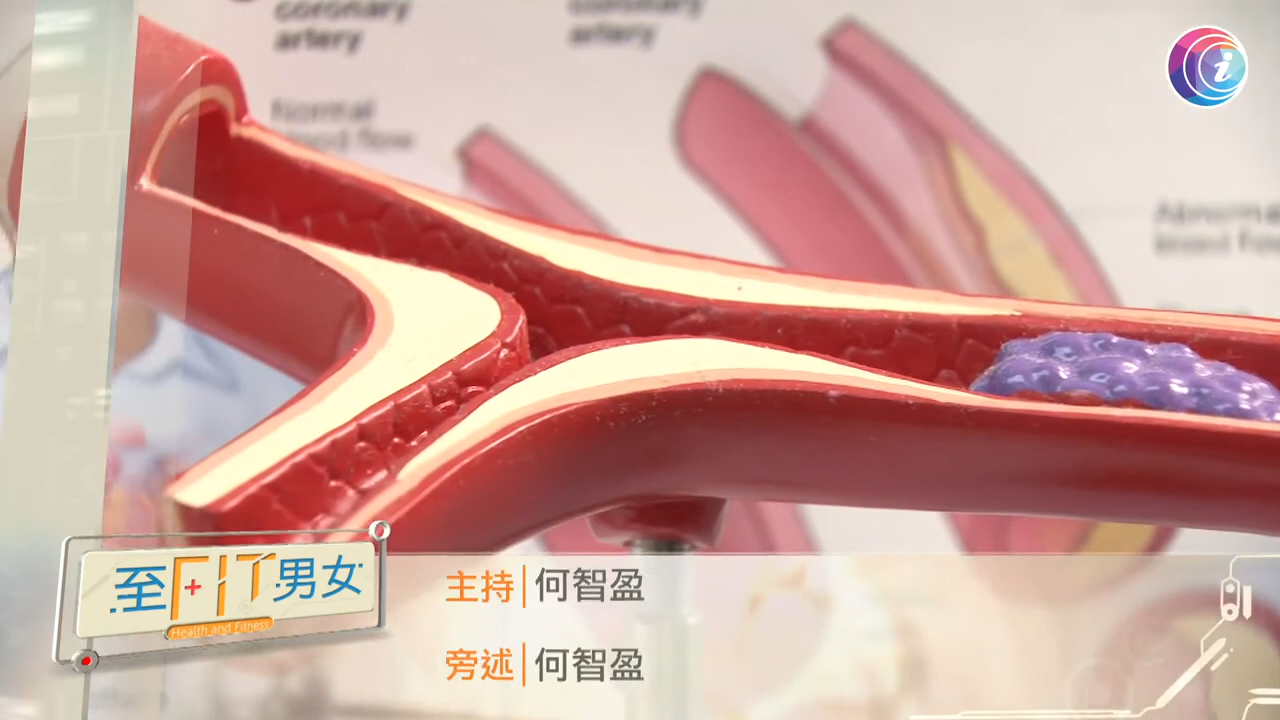 coronary
artery
coronary
artery
Normal
blood flow
Abnormal
blood flow
i
至FIT男女
Health and Fitness
主持 何智盈
旁述 何智盈